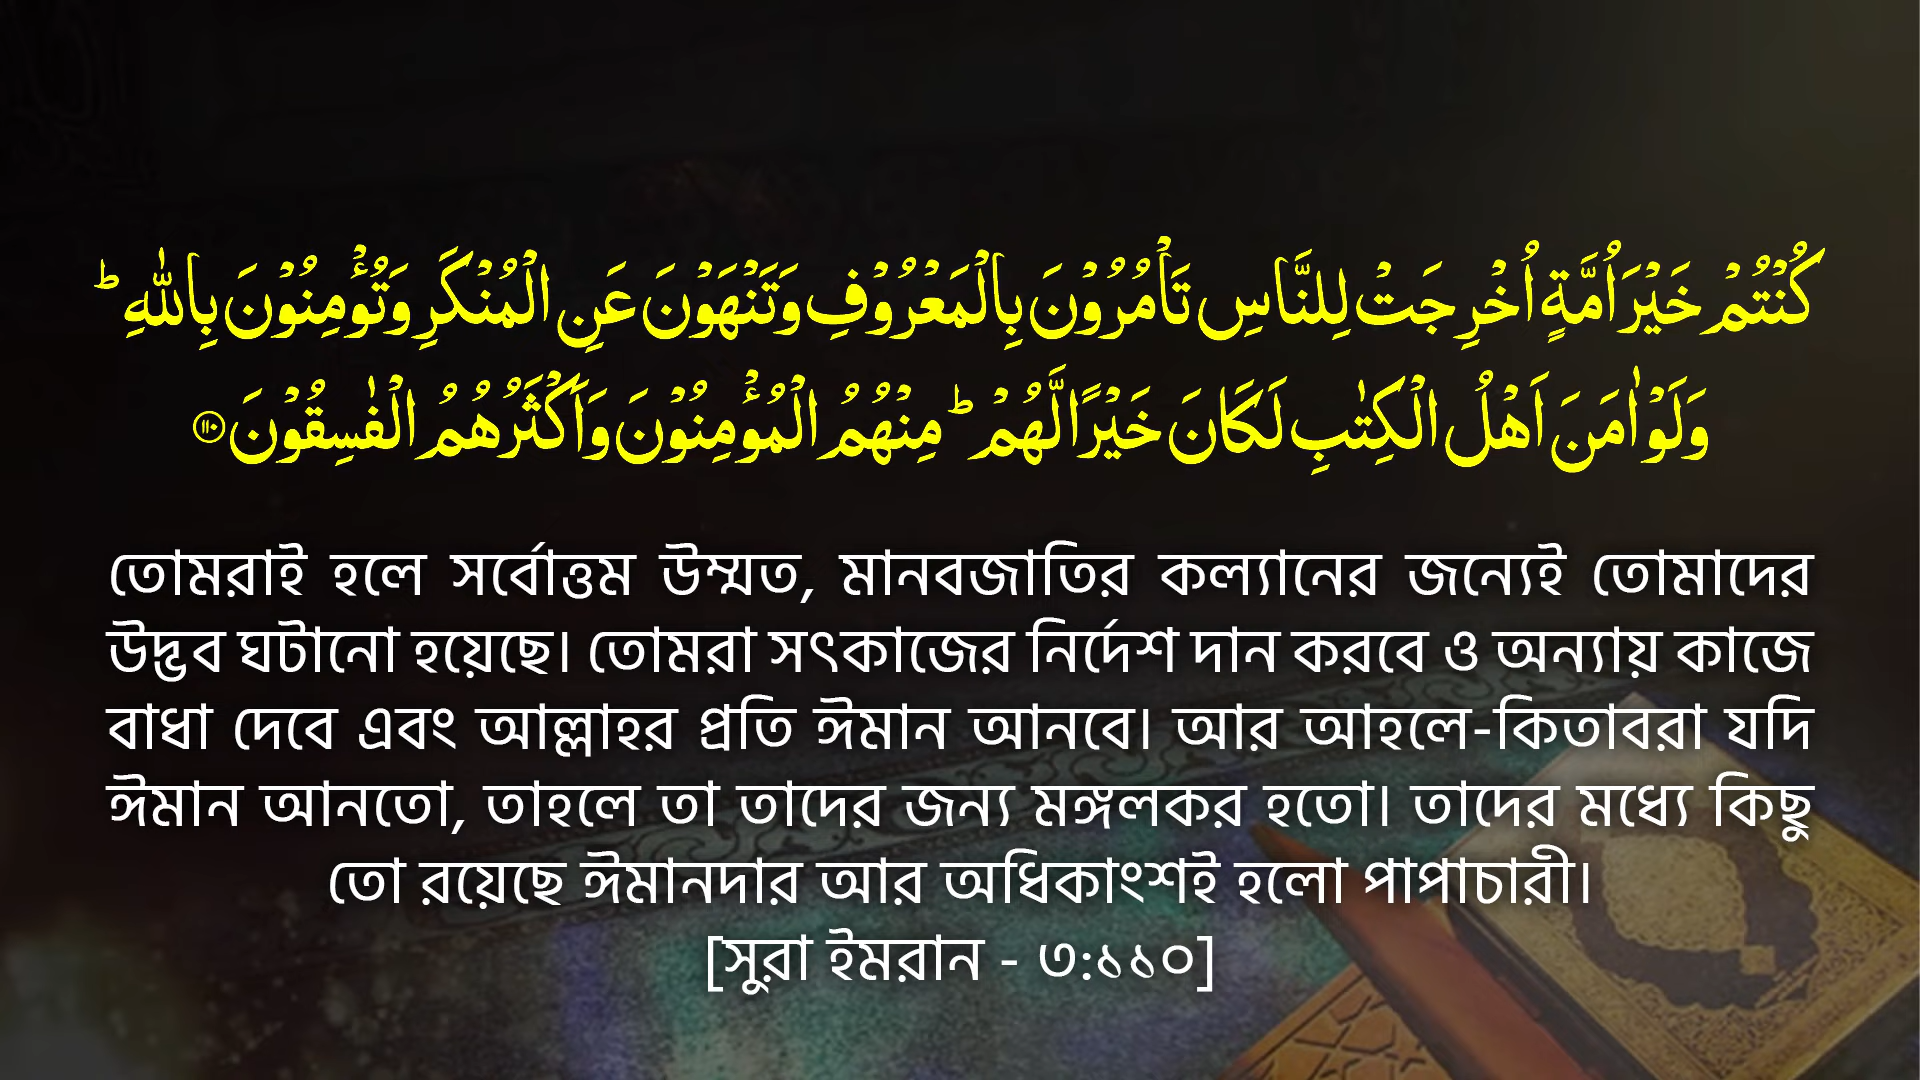 كُنْتُمْ خَيْرَ اُمَّةٍ اُخْرِجَتْ لِلنَّاسِ تَاْمُرُوْنَ بِالْمَعْرُوْفِ وَتَنْهَوْنَ عَنِ الْمُنْكَرِ وَتُؤْمِنُوْنَ بِاللّٰهِ ؕ
وَلَوْ اٰمَنَ اَهْلُ الْكِتٰبِ لَكَانَ خَيْرًا لَّهُمْ ؕ مِنْهُمُ الْمُؤْمِنُوْنَ وَاَكْثَرُهُمُ الْفٰسِقُوْنَ ﴿۱۱۰﴾
তোমরাই হলে সর্বোত্তম উম্মত, মানবজাতির কল্যানের জন্যেই তোমাদের
উদ্ভব ঘটানো হয়েছে। তোমরা সৎকাজের নির্দেশ দান করবে ও অন্যায় কাজে
বাধা দেবে এবং আল্লাহর প্রতি ঈমান আনবে। আর আহলে-কিতাবরা যদি
ঈমান আনতো, তাহলে তা তাদের জন্য মঙ্গলকর হতো। তাদের মধ্যে কিছু
তো রয়েছে ঈমানদার আর অধিকাংশই হলো পাপাচারী।
[সুরা ইমরান - ৩:১১০]